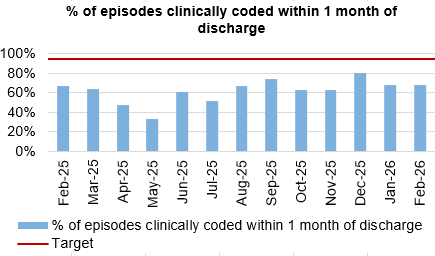 % of episodes clinically coded within 1 month of
discharge
100%
80%
60%
40%
20%
0%
Feb-25
Mar-25
Apr-25
May-25
Jun-25
Jul-25
Aug-25
Sep-25
Oct-25
Nov-25
Dec-25
Jan-26
Feb-26
% of episodes clinically coded within 1 month of discharge
Target